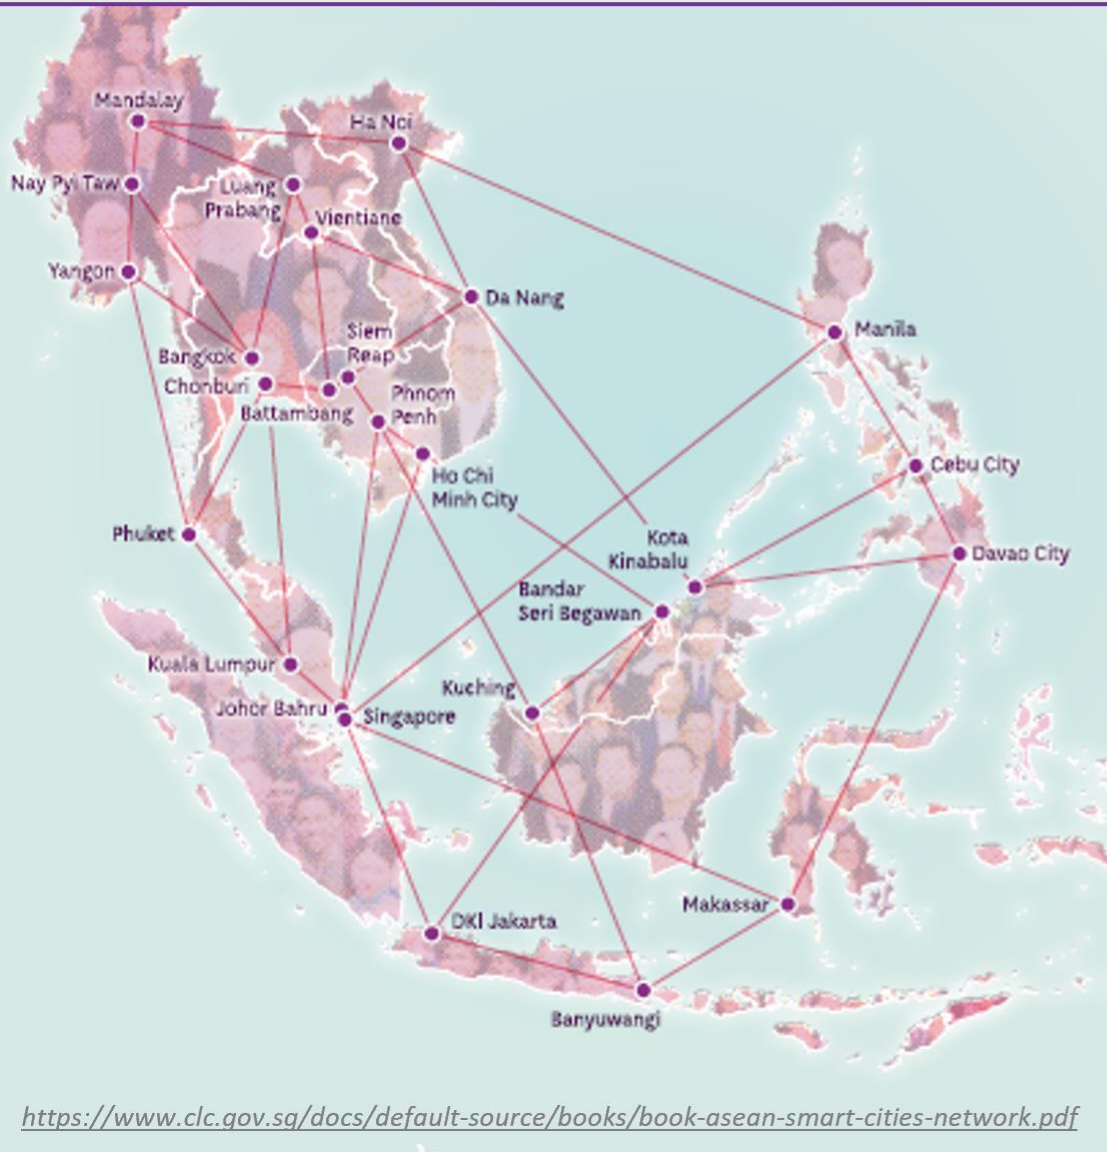 Mandalay
Ha Noi
Nay Pyi Taw
Luang
Prabang
Vientiane
Yangon
Da Nang
Siem
Reap
Manila
Bangkok
Chonburi
Battambang
Phnom
Penh
Ho Chi
Minh City
Cebu City
Phuket
Kota
Kinabalu
Davao City
Bandar
Seri Begawan
Kuala Lumpur
Kuching
Johor Bahru
Singapore
Makassar
DKI Jakarta
Banyuwangi
https://www.clc.gov.sg/docs/default-source/books/book-asean-smart-cities-network.pdf